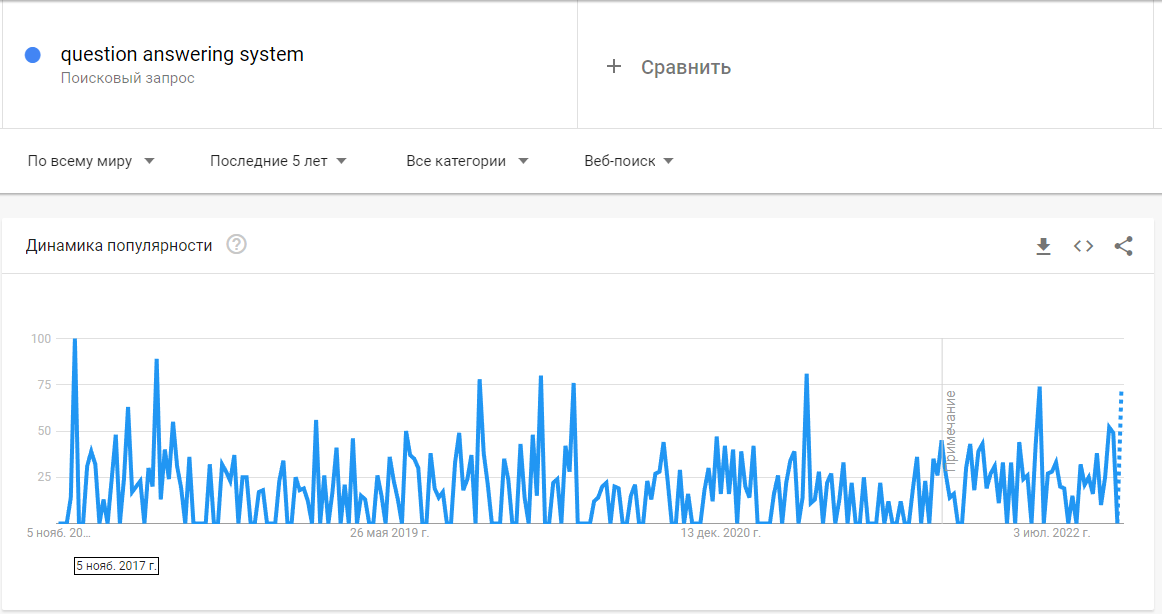 question answering system
Поисковый запрос
+ Сравнить
По всему миру
Последние 5 лет
Все категории
Веб-поиск
Динамика популярности ?
100
75
50
25
Примечание
5 нояб. 20...
26 мая 2019 г.
13 дек. 2020 г.
3 июл. 2022 г.
5 нояб. 2017 г.